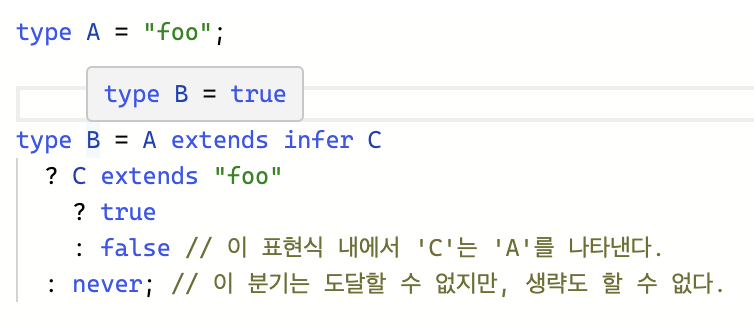 type A = "foo";
type B = true
type B = A extends infer C
? C extends "foo"
? true
: false // 이 표현식 내에서 'C'는 'A'를 나타낸다.
: never; // 이 분기는 도달할 수 없지만, 생략도 할 수 없다.